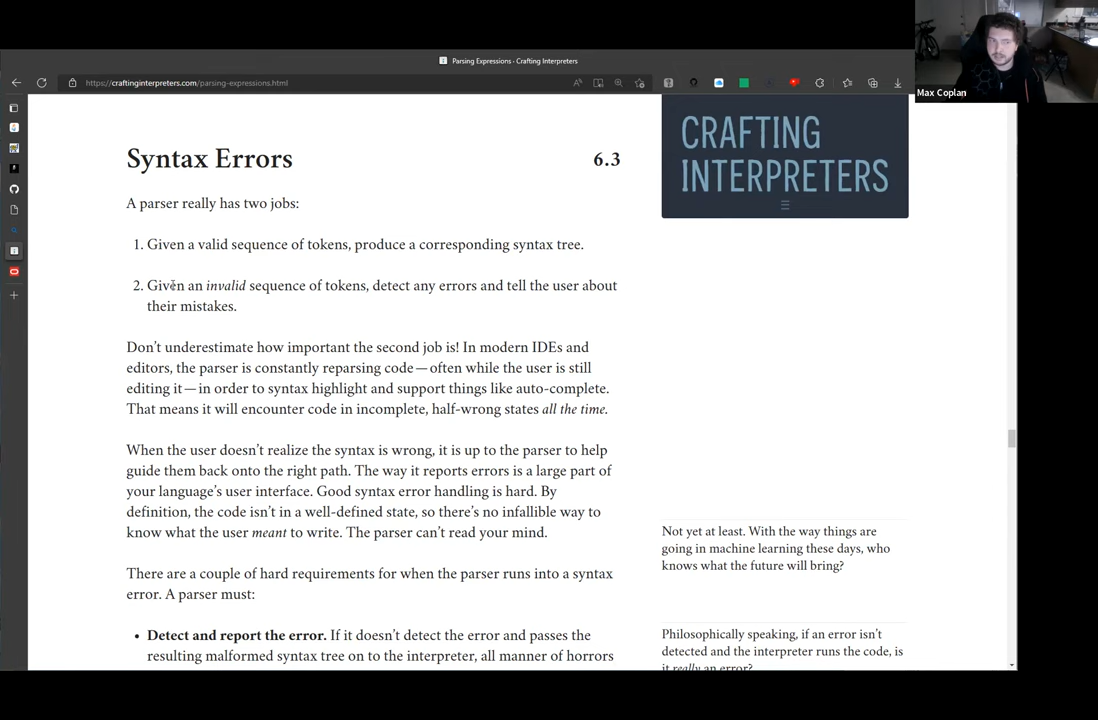 Max Coplan
Parsing Expressions · Crafting Interpreters
https://craftinginterpreters.com/parsing-expressions.html
CRAFTING
INTERPRETERS
Syntax Errors 6.3
A parser really has two jobs:
1. Given a valid sequence of tokens, produce a corresponding syntax tree.
2. Given an invalid sequence of tokens, detect any errors and tell the user about
their mistakes.
Don’t underestimate how important the second job is! In modern IDEs and
editors, the parser is constantly reparsing code—often while the user is still
editing it—in order to syntax highlight and support things like auto-complete.
That means it will encounter code in incomplete, half-wrong states all the time.
When the user doesn’t realize the syntax is wrong, it is up to the parser to help
guide them back onto the right path. The way it reports errors is a large part of
your language’s user interface. Good syntax error handling is hard. By
definition, the code isn’t in a well-defined state, so there’s no infallible way to
know what the user meant to write. The parser can’t read your mind.
Not yet at least. With the way things are
going in machine learning these days, who
knows what the future will bring?
There are a couple of hard requirements for when the parser runs into a syntax
error. A parser must:
• Detect and report the error. If it doesn’t detect the error and passes the
resulting malformed syntax tree on to the interpreter, all manner of horrors
Philosophically speaking, if an error isn’t
detected and the interpreter runs the code, is
it really an error?